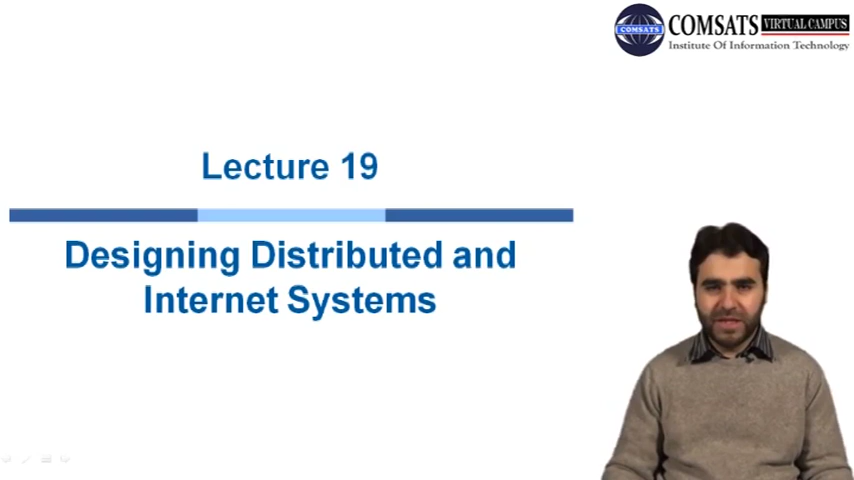 COMSATS VIRTUAL CAMPUS
Institute Of Information Technology
COMSATS
Lecture 19
Designing Distributed and
Internet Systems